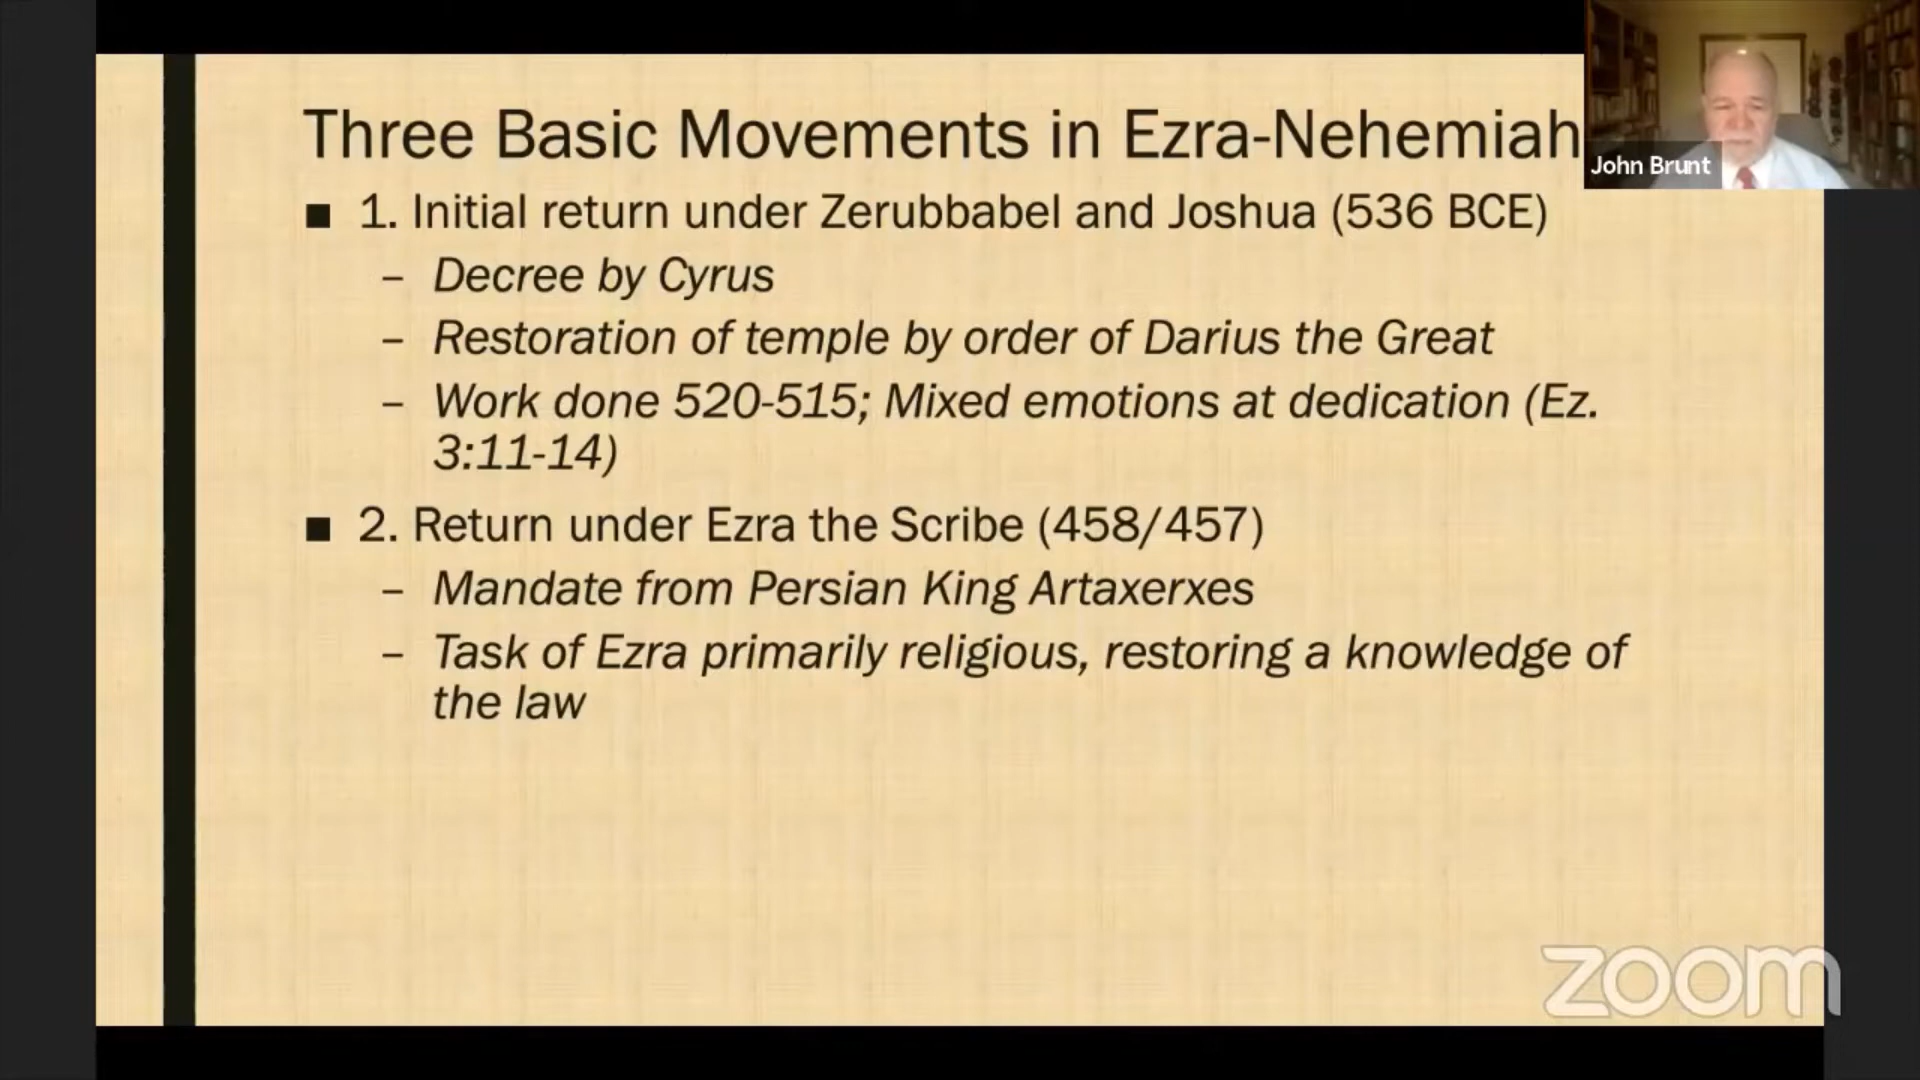 Three Basic Movements in Ezra-Nehemiah
John Brunt
■ 1. Initial return under Zerubbabel and Joshua (536 BCE)
– Decree by Cyrus
– Restoration of temple by order of Darius the Great
– Work done 520-515; Mixed emotions at dedication (Ez.
3:11-14)
■ 2. Return under Ezra the Scribe (458/457)
– Mandate from Persian King Artaxerxes
– Task of Ezra primarily religious, restoring a knowledge of
the law
zoom